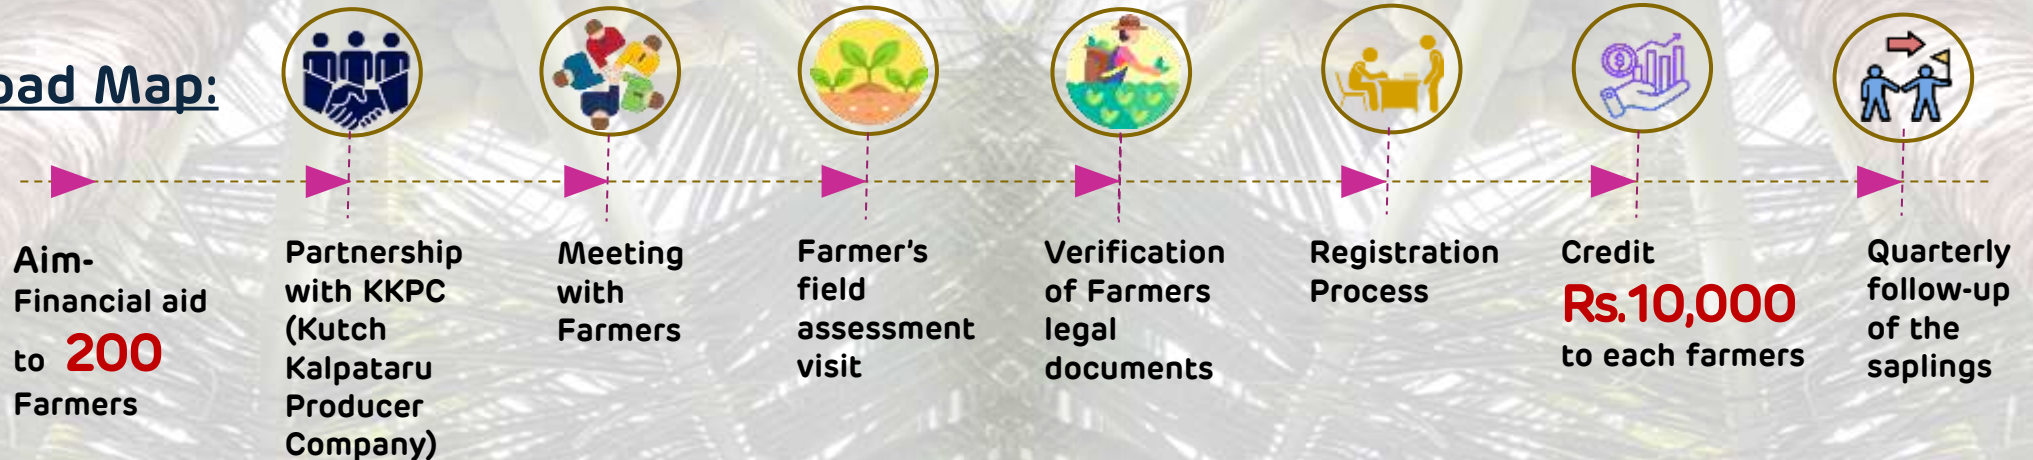 oad Map:
Aim-
Financial aid
to 200
Farmers
Partnership
with KKPC
(Kutch
Kalpataru
Producer
Company)
Meeting
with
Farmers
Farmer's
field
assessment
visit
Verification
of Farmers
legal
documents
Registration
Process
Credit
Rs.10,000
to each farmers
Quarterly
follow-up
of the
saplings